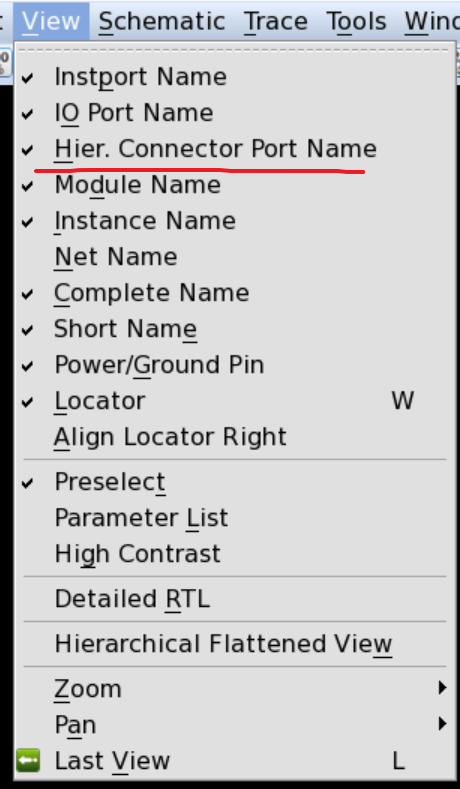 View Schematic Trace Tools
Instport Name
IO Port Name
Hier. Connector Port Name
Module Name
Instance Name
Net Name
Complete Name
Short Name
Power/Ground Pin
Locator W
Align Locator Right
Preselect
Parameter List
High Contrast
Detailed RTL
Hierarchical Flattened View
Zoom
Pan
Last View L